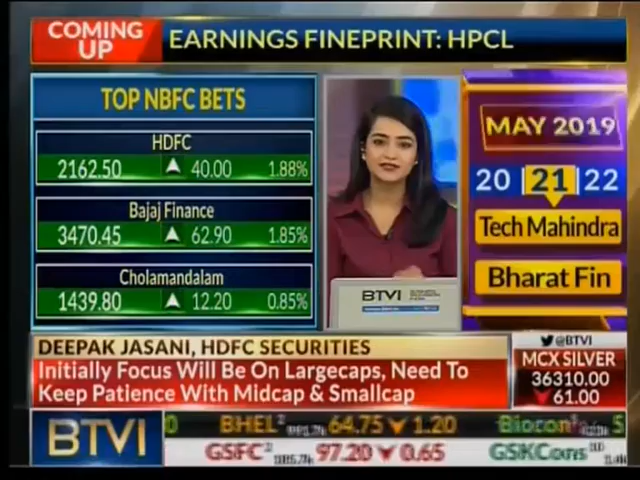 COMING
UP
EARNINGS FINEPRINT: HPCL
TOP NBFC BETS
HDFC
2162.50 40.00 1.88%
Bajaj Finance
3470.45 62.90 1.85%
Cholamandalam
1439.80 12.20 0.85%
BTVI
MAY 2019
20 21 22
Tech Mahindra
Bharat Fin
DEEPAK JASANI, HDFC SECURITIES
Initially Focus Will Be On Largecaps, Need To
Keep Patience With Midcap & Smallcap
@BTVI
MCX SILVER
36310.00
61.00
BTVI
0 BHEL 64.75 1.20 Biocon 5
GSFC 97.20 0.65 GSKCons